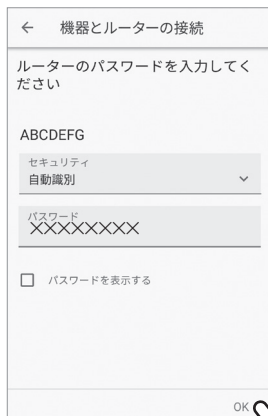 ← 機器とルーターの接続
ルーターのパスワードを入力してく
ださい
ABCDEFG
セキュリティ
自動識別
パスワード
××××××××
パスワードを表示する
OK